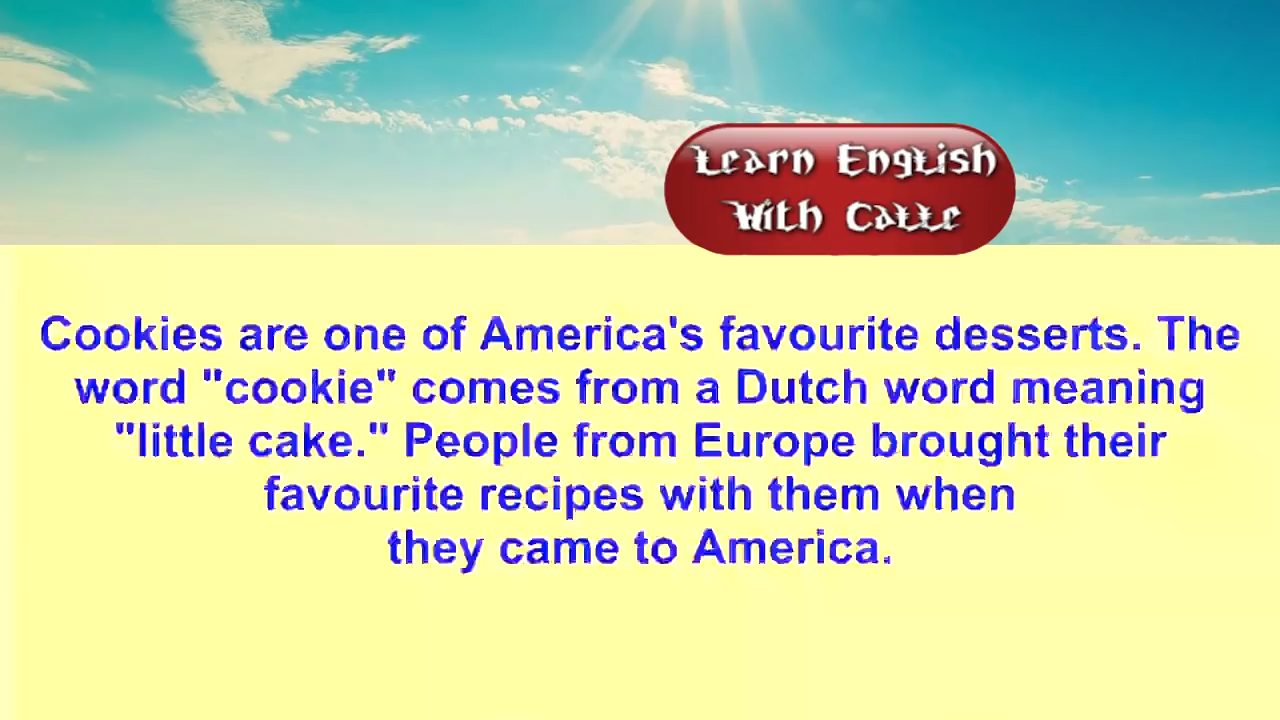 Learn English
With Catte
Cookies are one of America's favourite desserts. The
word "cookie" comes from a Dutch word meaning
"little cake." People from Europe brought their
favourite recipes with them when
they came to America.